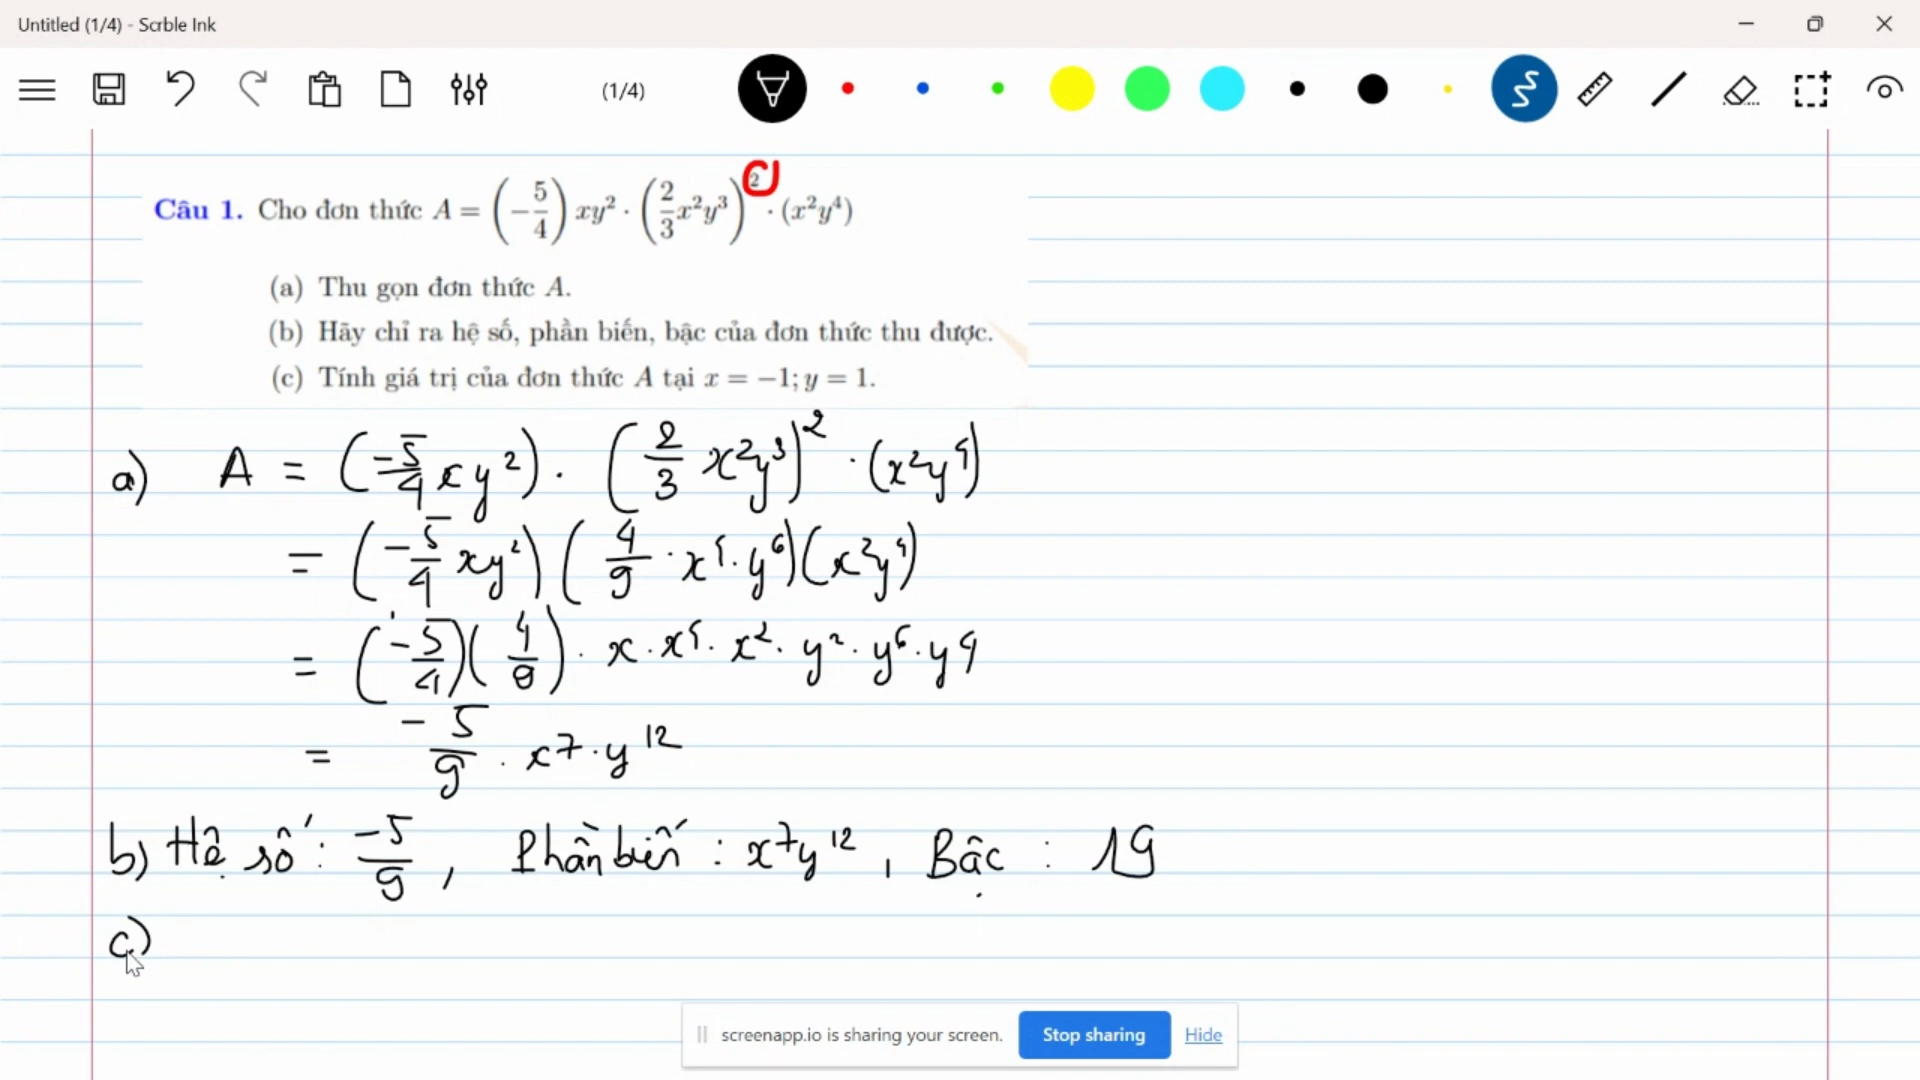 Untitled (1/4) - Scrble Ink
(1/4)
Câu 1. Cho đơn thức A = (−5/4) xy² · (2/3 x²y³)² · (x²y⁴)
(a) Thu gọn đơn thức A.
(b) Hãy chỉ ra hệ số, phần biến, bậc của đơn thức thu được.
(c) Tính giá trị của đơn thức A tại x = −1; y = 1.
a) A = (−5/4 xy²) · (2/3 x²y³)² · (x²y⁴)
= (−5/4 xy²) (4/9 · x⁴ · y⁶)(x²y⁴)
= (−5/4)(4/9) · x · x⁴ · x² · y² · y⁶ · y⁴
= −5/9 · x⁷ · y¹²
b) Hệ số : −5/9 , Phần biến : x⁷y¹² , Bậc : 19
c)
screenapp.io is sharing your screen. Stop sharing Hide